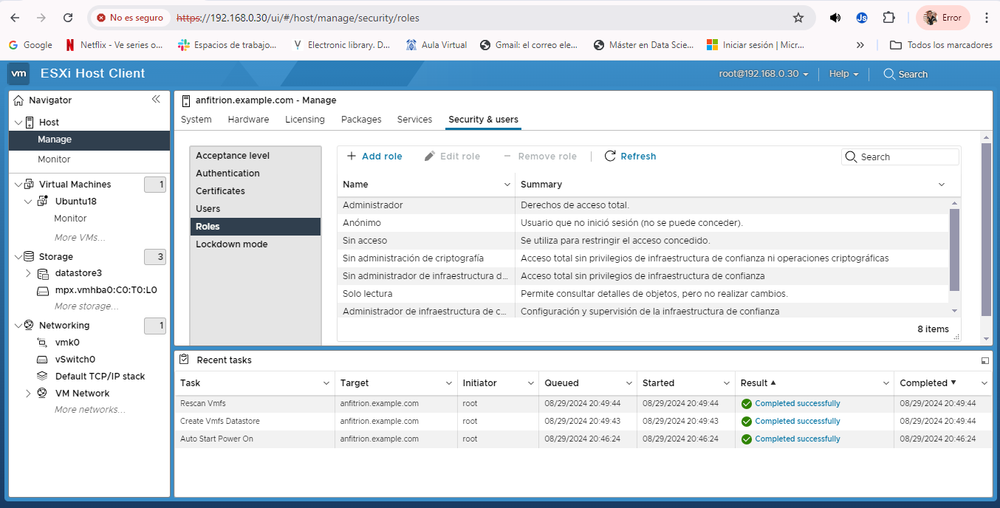 No es seguro https://192.168.0.30/ui/#/host/manage/security/roles Js Error
Google Netflix - Ve series o... Espacios de trabajo... Electronic library. D... Aula Virtual Gmail: el correo ele... Máster en Data Scie... Iniciar sesión | Micr... » Todos los marcadores
vm ESXi Host Client root@192.168.0.30 Help Search
Navigator
Host
Manage
Monitor
Virtual Machines 1
Ubuntu18
Monitor
More VMs...
Storage 3
datastore3
mpx.vmhba0:C0:T0:L0
More storage...
Networking 1
vmk0
vSwitch0
Default TCP/IP stack
VM Network
More networks...
anfitrion.example.com - Manage
System Hardware Licensing Packages Services Security & users
Acceptance level
Authentication
Certificates
Users
Roles
Lockdown mode
Add role Edit role Remove role Refresh Search
Name Summary
Administrador Derechos de acceso total.
Anónimo Usuario que no inició sesión (no se puede conceder).
Sin acceso Se utiliza para restringir el acceso concedido.
Sin administración de criptografía Acceso total sin privilegios de infraestructura de confianza ni operaciones criptográficas
Sin administrador de infraestructura d... Acceso total sin privilegios de infraestructura de confianza
Solo lectura Permite consultar detalles de objetos, pero no realizar cambios.
Administrador de infraestructura de c... Configuración y supervisión de la infraestructura de confianza
8 items
Recent tasks
Task Target Initiator Queued Started Result Completed
Rescan Vmfs anfitrion.example.com root 08/29/2024 20:49:44 08/29/2024 20:49:44 Completed successfully 08/29/2024 20:49:44
Create Vmfs Datastore anfitrion.example.com root 08/29/2024 20:49:43 08/29/2024 20:49:43 Completed successfully 08/29/2024 20:49:44
Auto Start Power On anfitrion.example.com root 08/29/2024 20:46:24 08/29/2024 20:46:24 Completed successfully 08/29/2024 20:46:24